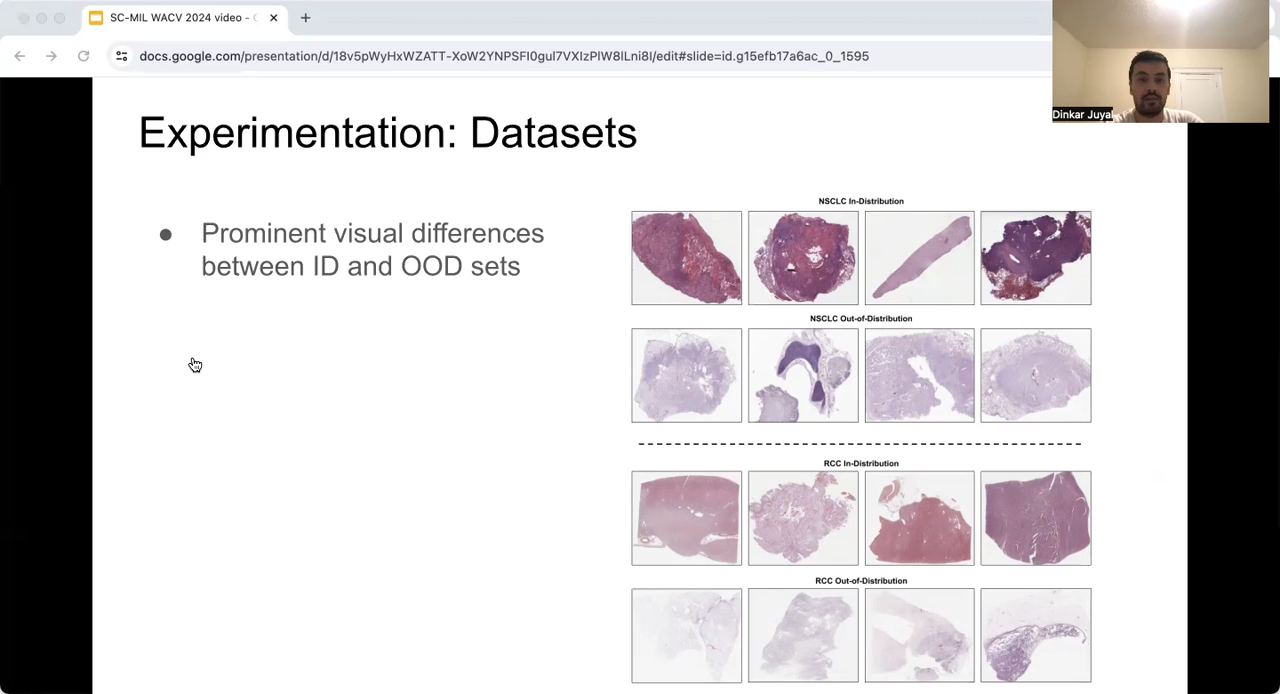 SC-MIL WACV 2024 video -
docs.google.com/presentation/d/18v5pWyHxWZATT-XoW2YNPSFI0gul7VXIzPlW8ILni8I/edit#slide=id.g15efb17a6ac_0_1595
Dinkar Juyal
Experimentation: Datasets
● Prominent visual differences
between ID and OOD sets
NSCLC In-Distribution
NSCLC Out-of-Distribution
RCC In-Distribution
RCC Out-of-Distribution